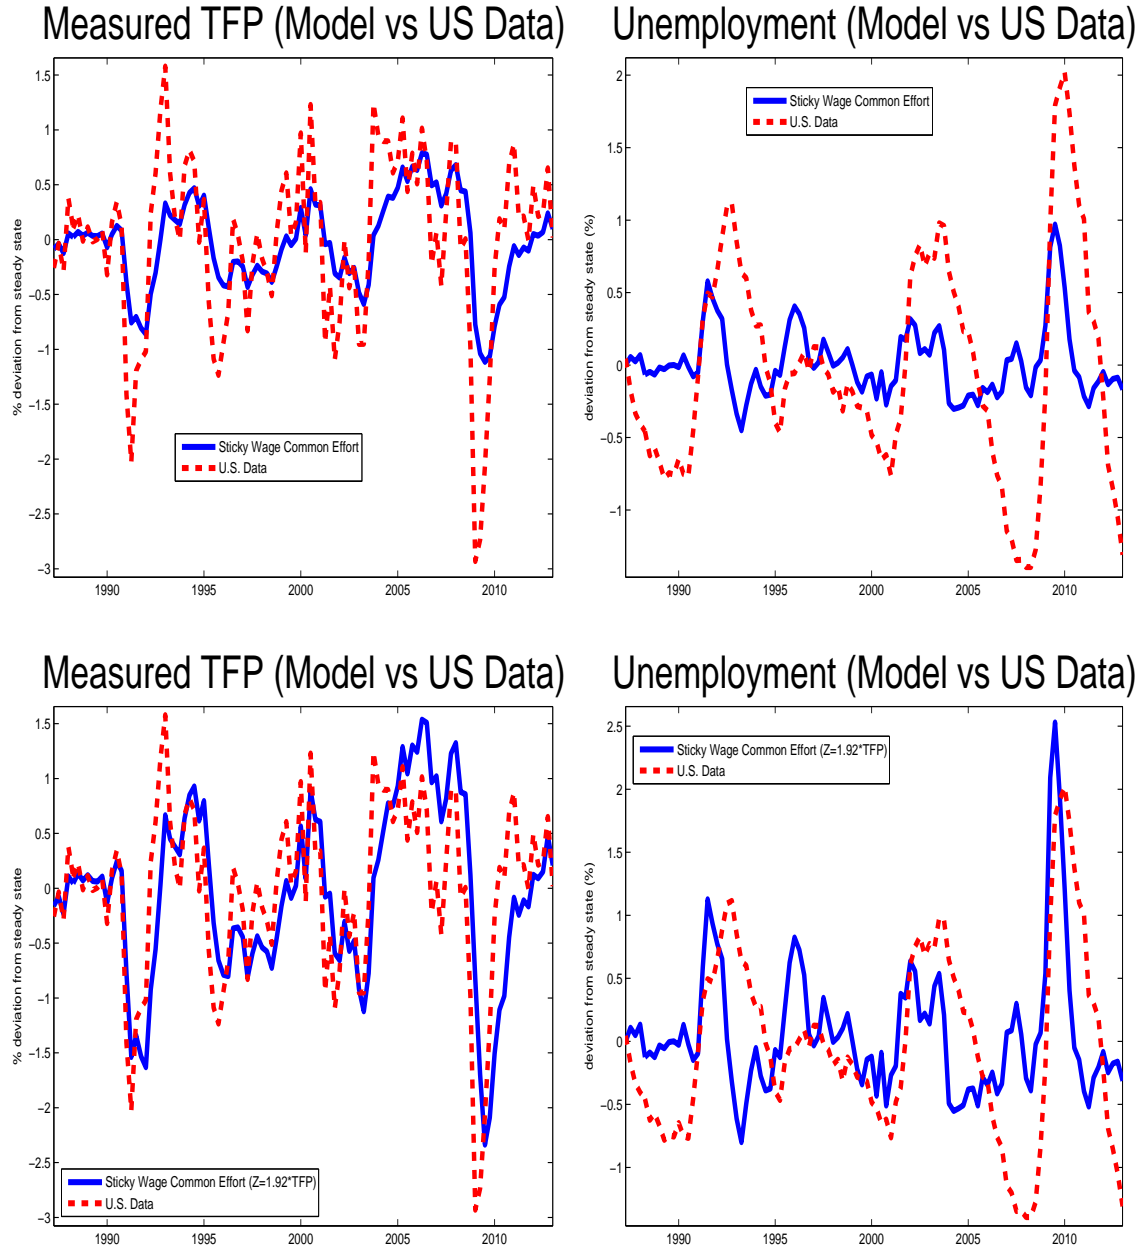 Measured TFP (Model vs US Data)
% deviation from steady state
1.5
1
0.5
0
−0.5
−1
−1.5
−2
−2.5
−3
1990 1995 2000 2005 2010
Sticky Wage Common Effort
U.S. Data
Unemployment (Model vs US Data)
deviation from steady state (%)
2
1.5
1
0.5
0
−0.5
−1
1990 1995 2000 2005 2010
Sticky Wage Common Effort
U.S. Data
Measured TFP (Model vs US Data)
% deviation from steady state
1.5
1
0.5
0
−0.5
−1
−1.5
−2
−2.5
−3
1990 1995 2000 2005 2010
Sticky Wage Common Effort (Z=1.92*TFP)
U.S. Data
Unemployment (Model vs US Data)
deviation from steady state (%)
2.5
2
1.5
1
0.5
0
−0.5
−1
1990 1995 2000 2005 2010
Sticky Wage Common Effort (Z=1.92*TFP)
U.S. Data